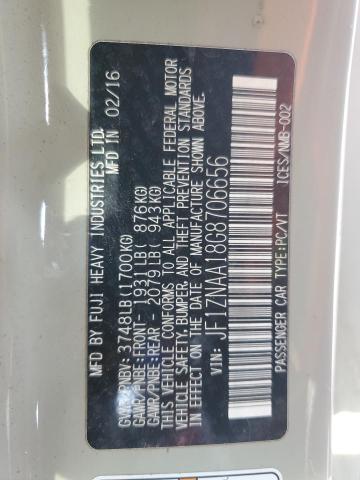 MFD BY FUJI HEAVY INDUSTRIES LTD.
MFD IN 02/16
GVWR/PNBV: 3748LB(1700KG)
GAWR/PNBE:FRONT- 1931LB( 876KG)
GAWR/PNBE:REAR - 2079LB( 943KG)
THIS VEHICLE CONFORMS TO ALL APPLICABLE FEDERAL MOTOR
VEHICLE SAFETY,BUMPER, AND THEFT PREVENTION STANDARDS
IN EFFECT ON THE DATE OF MANUFACTURE SHOWN ABOVE.
VIN: JF1ZNAA18G8706656
ICES/NMB-002
PASSENGER CAR TYPE:PC/VT